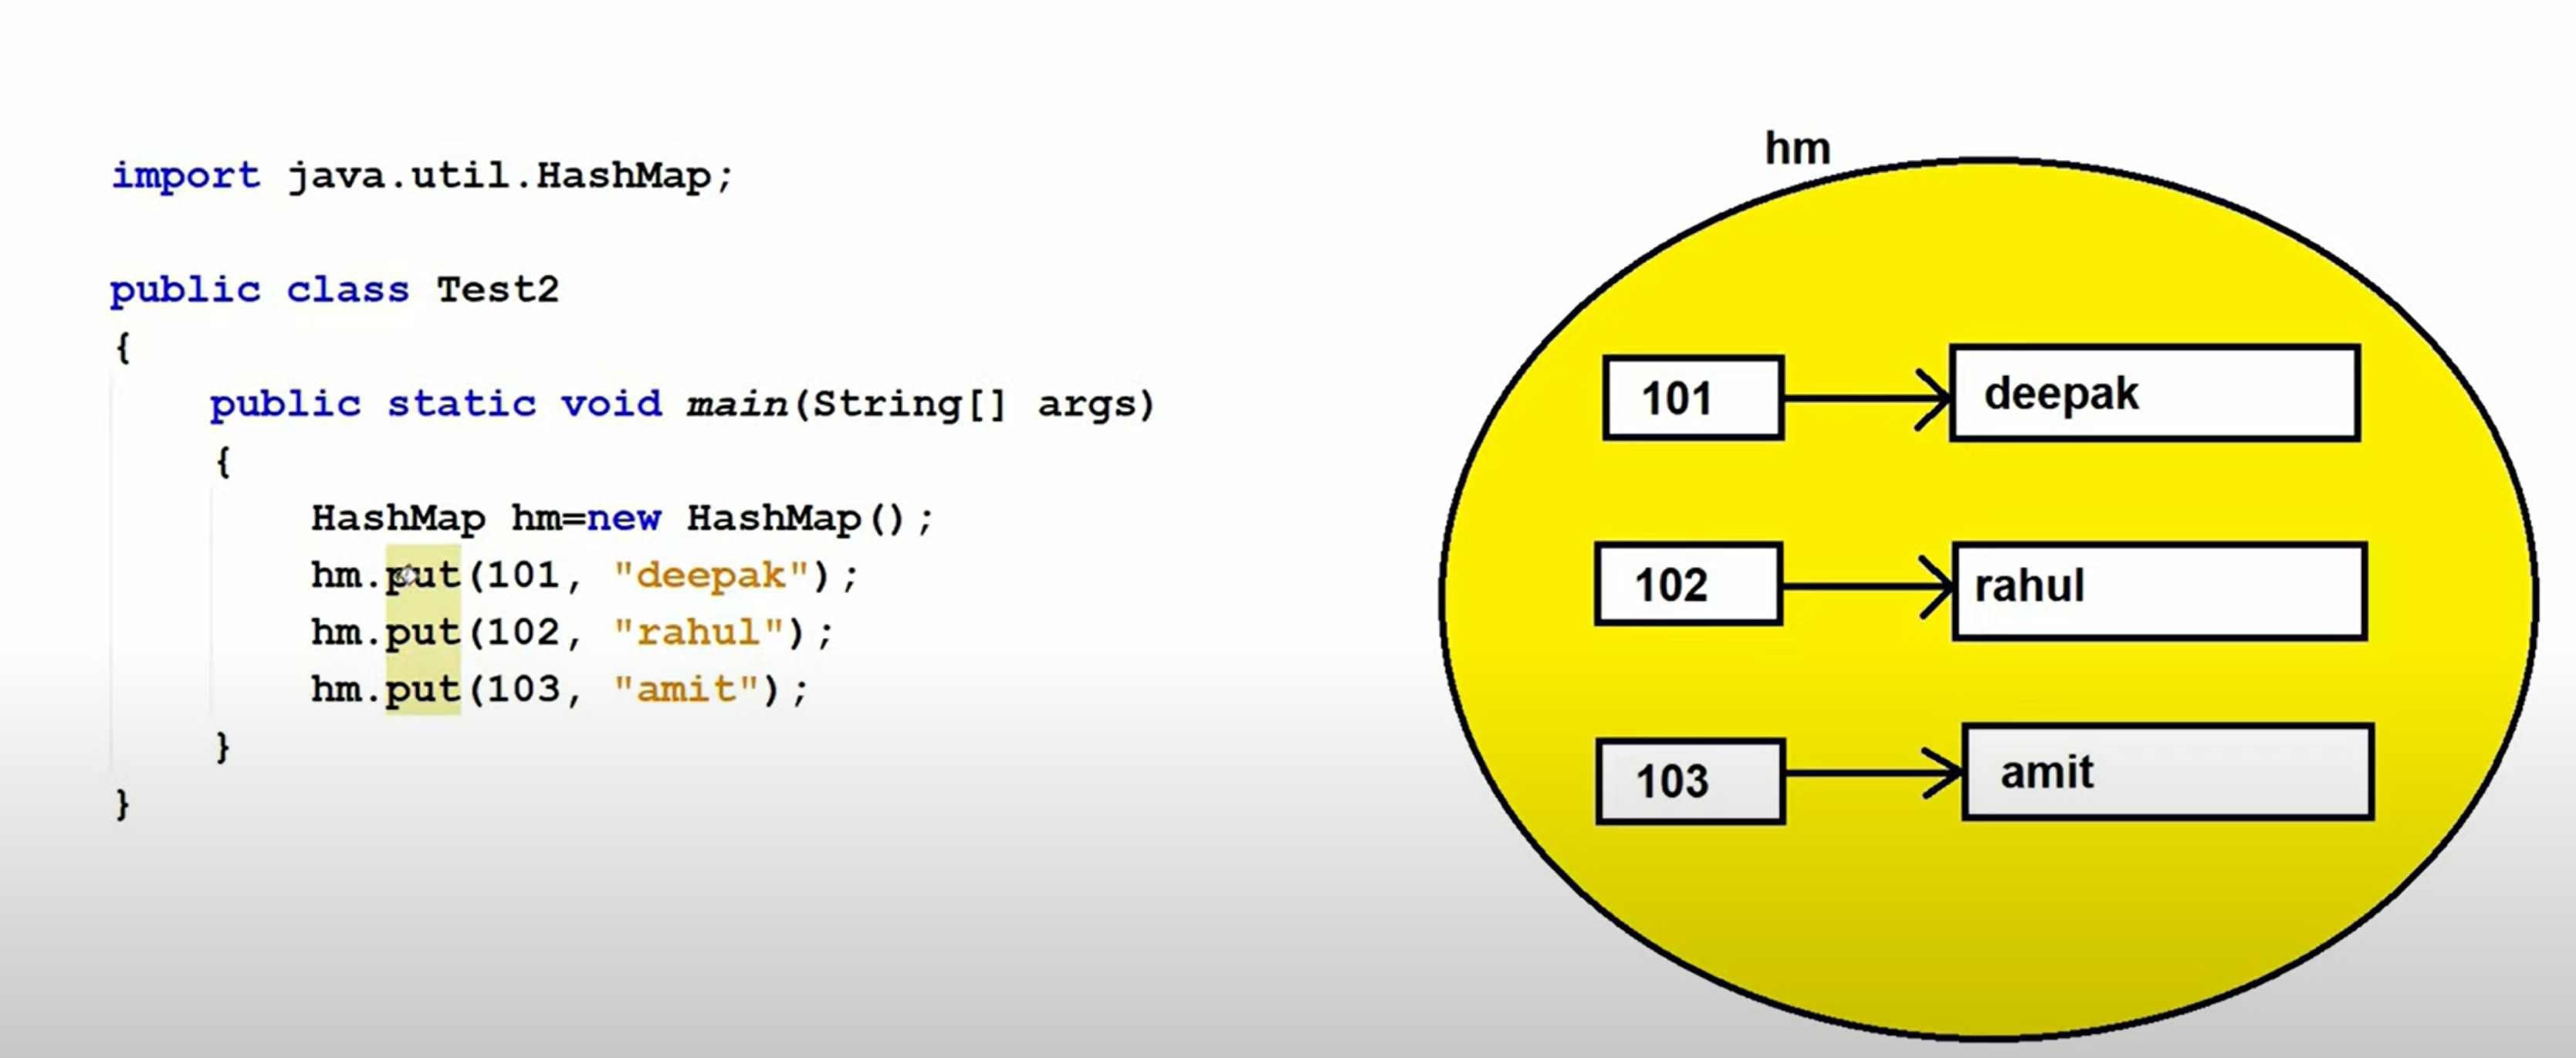 import java.util.HashMap;
public class Test2
{
public static void main(String[] args)
{
HashMap hm=new HashMap();
hm.put(101, "deepak");
hm.put(102, "rahul");
hm.put(103, "amit");
}
}
hm
101 deepak
102 rahul
103 amit